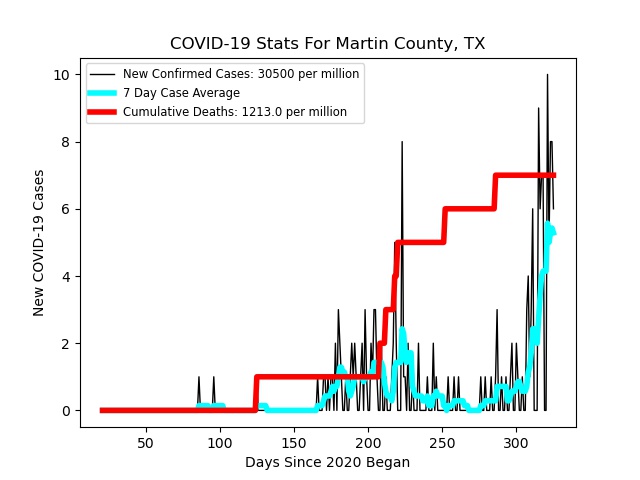 COVID-19 Stats For Martin County, TX
New Confirmed Cases: 30500 per million
7 Day Case Average
Cumulative Deaths: 1213.0 per million
New COVID-19 Cases
10
8
6
4
2
0
50 100 150 200 250 300
Days Since 2020 Began